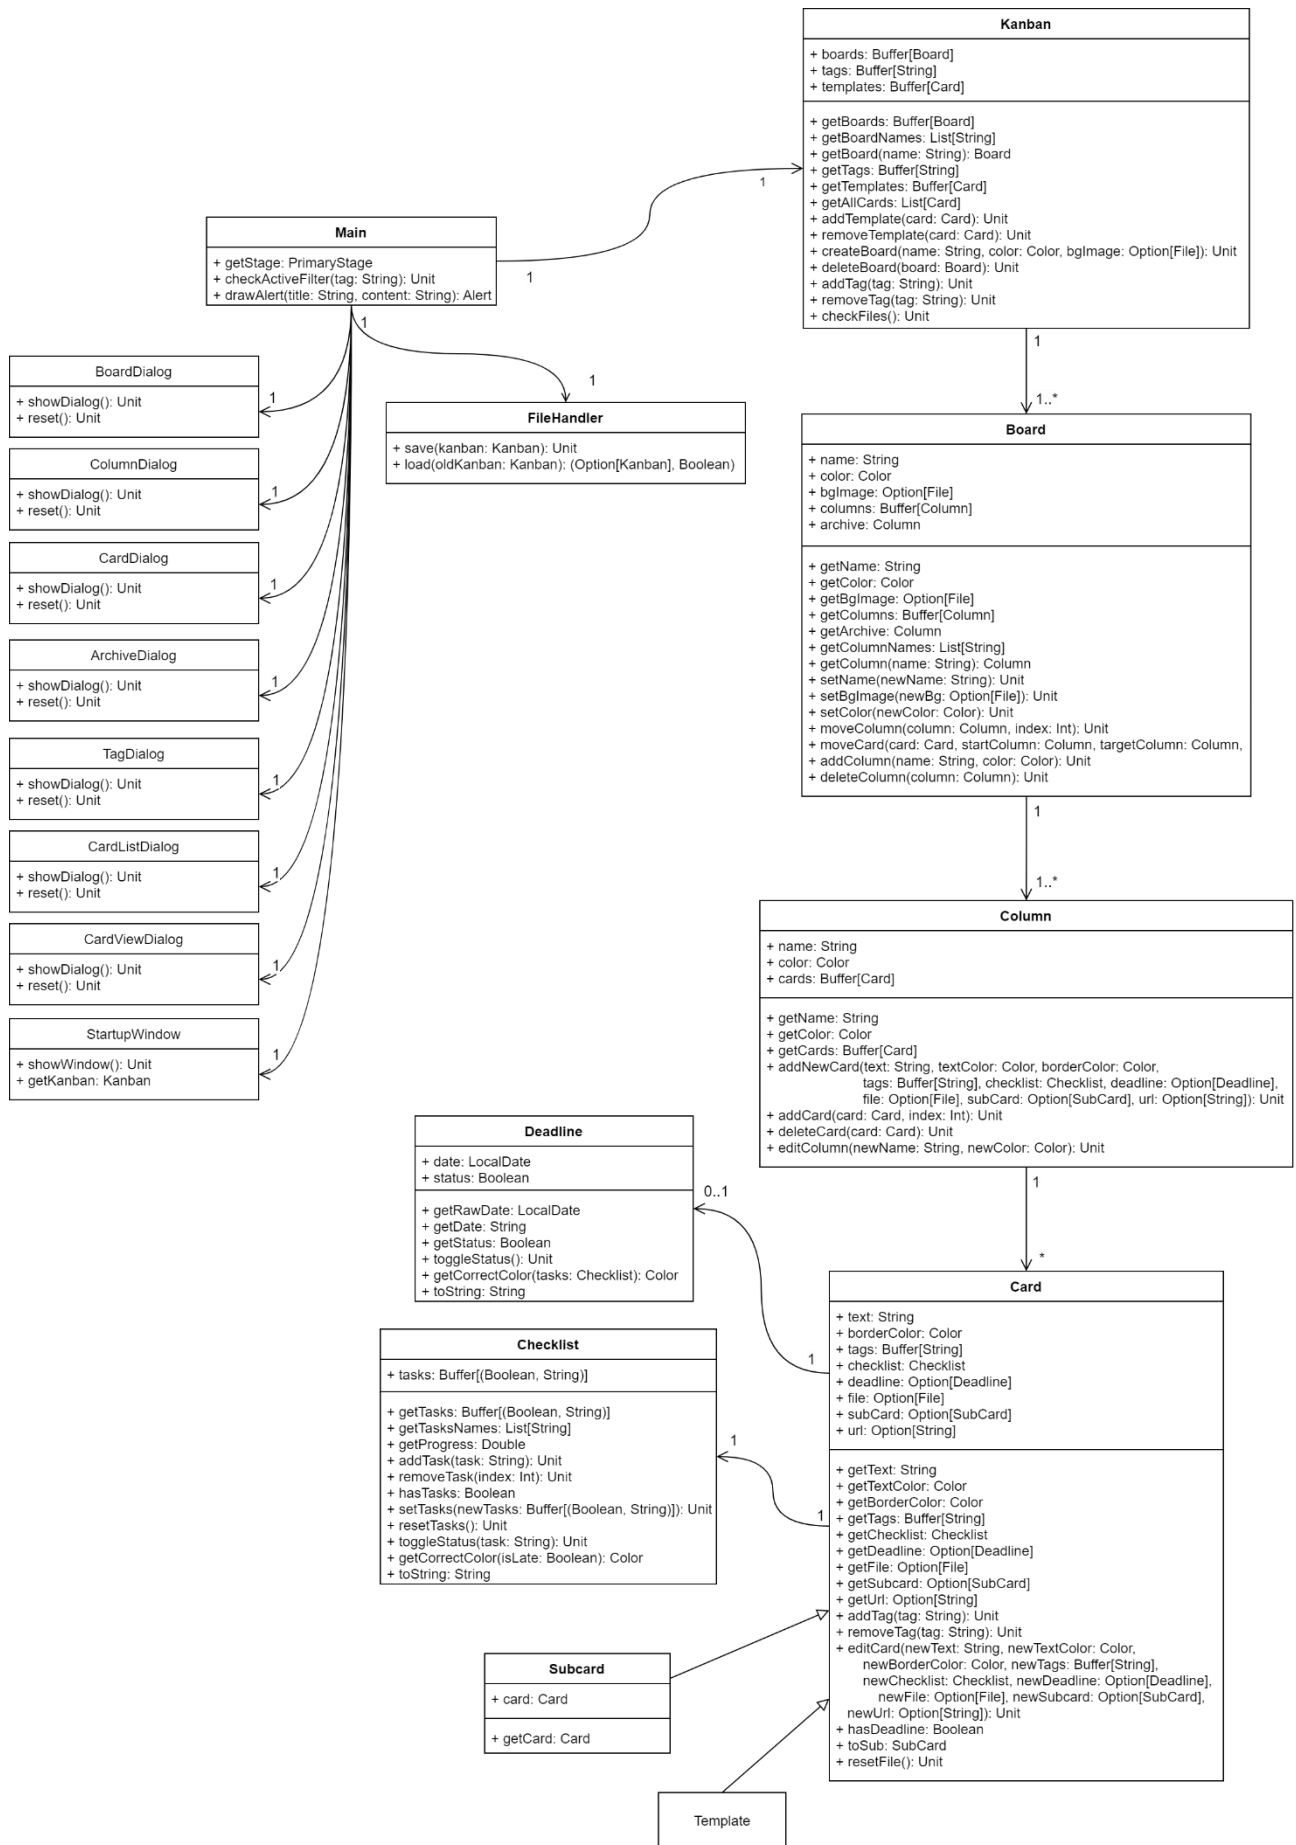 Kanban
+ boards: Buffer[Board]
+ tags: Buffer[String]
+ templates: Buffer[Card]
+ getBoards: Buffer[Board]
+ getBoardNames: List[String]
+ getBoard(name: String): Board
+ getTags: Buffer[String]
+ getTemplates: Buffer[Card]
+ getAllCards: List[Card]
+ addTemplate(card: Card): Unit
+ removeTemplate(card: Card): Unit
+ createBoard(name: String, color: Color, bgImage: Option[File]): Unit
+ deleteBoard(board: Board): Unit
+ addTag(tag: String): Unit
+ removeTag(tag: String): Unit
+ checkFiles(): Unit
1
1
Main
+ getStage: PrimaryStage
+ checkActiveFilter(tag: String): Unit
+ drawAlert(title: String, content: String): Alert
1
1
1..*
BoardDialog
+ showDialog(): Unit
+ reset(): Unit
1
ColumnDialog
+ showDialog(): Unit
+ reset(): Unit
1
CardDialog
+ showDialog(): Unit
+ reset(): Unit
1
ArchiveDialog
+ showDialog(): Unit
+ reset(): Unit
1
TagDialog
+ showDialog(): Unit
+ reset(): Unit
1
CardListDialog
+ showDialog(): Unit
+ reset(): Unit
1
CardViewDialog
+ showDialog(): Unit
+ reset(): Unit
1
StartupWindow
+ showWindow(): Unit
+ getKanban: Kanban
1
1
FileHandler
+ save(kanban: Kanban): Unit
+ load(oldKanban: Kanban): (Option[Kanban], Boolean)
Board
+ name: String
+ color: Color
+ bgImage: Option[File]
+ columns: Buffer[Column]
+ archive: Column
+ getName: String
+ getColor: Color
+ getBgImage: Option[File]
+ getColumns: Buffer[Column]
+ getArchive: Column
+ getColumnNames: List[String]
+ getColumn(name: String): Column
+ setName(newName: String): Unit
+ setBgImage(newBg: Option[File]): Unit
+ setColor(newColor: Color): Unit
+ moveColumn(column: Column, index: Int): Unit
+ moveCard(card: Card, startColumn: Column, targetColumn: Column,
+ addColumn(name: String, color: Color): Unit
+ deleteColumn(column: Column): Unit
1
1..*
Column
+ name: String
+ color: Color
+ cards: Buffer[Card]
+ getName: String
+ getColor: Color
+ getCards: Buffer[Card]
+ addNewCard(text: String, textColor: Color, borderColor: Color,
tags: Buffer[String], checklist: Checklist, deadline: Option[Deadline],
file: Option[File], subCard: Option[SubCard], url: Option[String]): Unit
+ addCard(card: Card, index: Int): Unit
+ deleteCard(card: Card): Unit
+ editColumn(newName: String, newColor: Color): Unit
1
*
Deadline
+ date: LocalDate
+ status: Boolean
+ getRawDate: LocalDate
+ getDate: String
+ getStatus: Boolean
+ toggleStatus(): Unit
+ getCorrectColor(tasks: Checklist): Color
+ toString: String
0..1
1
Checklist
+ tasks: Buffer[(Boolean, String)]
+ getTasks: Buffer[(Boolean, String)]
+ getTasksNames: List[String]
+ getProgress: Double
+ addTask(task: String): Unit
+ removeTask(index: Int): Unit
+ hasTasks: Boolean
+ setTasks(newTasks: Buffer[(Boolean, String)]): Unit
+ resetTasks(): Unit
+ toggleStatus(task: String): Unit
+ getCorrectColor(isLate: Boolean): Color
+ toString: String
1
1
Card
+ text: String
+ borderColor: Color
+ tags: Buffer[String]
+ checklist: Checklist
+ deadline: Option[Deadline]
+ file: Option[File]
+ subCard: Option[SubCard]
+ url: Option[String]
+ getText: String
+ getTextColor: Color
+ getBorderColor: Color
+ getTags: Buffer[String]
+ getChecklist: Checklist
+ getDeadline: Option[Deadline]
+ getFile: Option[File]
+ getSubcard: Option[SubCard]
+ getUrl: Option[String]
+ addTag(tag: String): Unit
+ removeTag(tag: String): Unit
+ editCard(newText: String, newTextColor: Color,
newBorderColor: Color, newTags: Buffer[String],
newChecklist: Checklist, newDeadline: Option[Deadline],
newFile: Option[File], newSubcard: Option[SubCard],
newUrl: Option[String]): Unit
+ hasDeadline: Boolean
+ toSub: SubCard
+ resetFile(): Unit
Subcard
+ card: Card
+ getCard: Card
Template